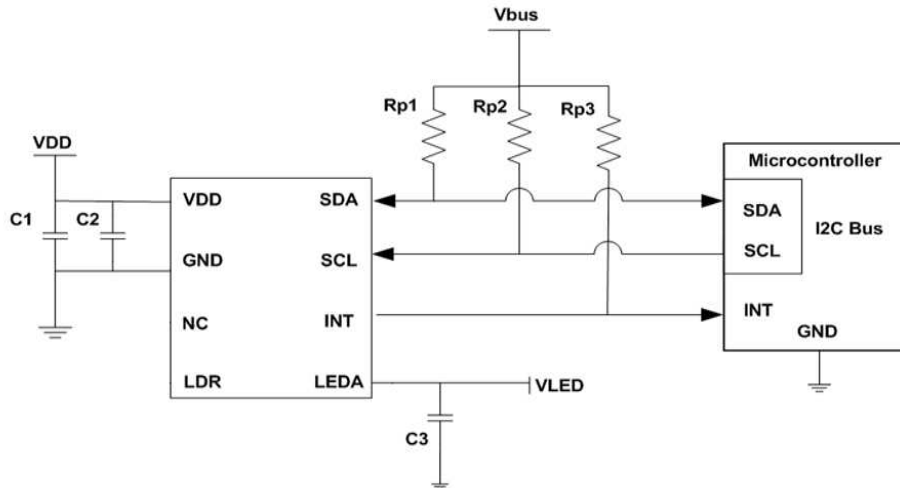 Vbus
Rp1
Rp2
Rp3
VDD
C1
C2
VDD
GND
NC
LDR
SDA
SCL
INT
LEDA
Microcontroller
SDA
I2C Bus
SCL
INT
GND
VLED
C3